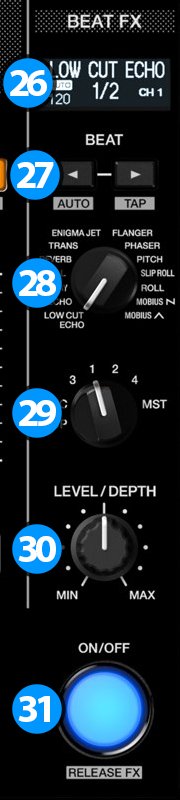 BEAT FX
26
LOW CUT ECHO
AUTO
120
1/2
CH 1
BEAT
27
AUTO
TAP
ENIGMA JET
FLANGER
TRANS
PHASER
PITCH
28
SLIP ROLL
ROLL
MOBIUS
LOW CUT
ECHO
MOBIUS
1
2
3
4
29
MST
LEVEL / DEPTH
30
MIN
MAX
ON/OFF
31
RELEASE FX